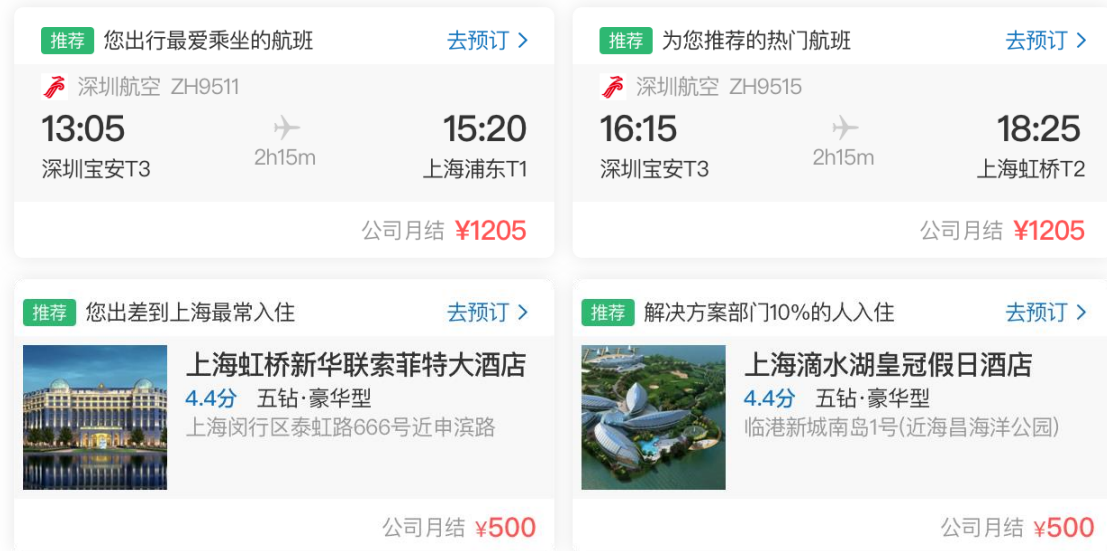 推荐 您出行最爱乘坐的航班 去预订 >
深圳航空 ZH9511
13:05 15:20
2h15m
深圳宝安T3 上海浦东T1
公司月结 ¥1205
推荐 为您推荐的热门航班 去预订 >
深圳航空 ZH9515
16:15 18:25
2h15m
深圳宝安T3 上海虹桥T2
公司月结 ¥1205
推荐 您出差到上海最常入住 去预订 >
上海虹桥新华联索菲特大酒店
4.4分 五钻·豪华型
上海闵行区泰虹路666号近申滨路
公司月结 ¥500
推荐 解决方案部门10%的人入住 去预订 >
上海滴水湖皇冠假日酒店
4.4分 五钻·豪华型
临港新城南岛1号(近海昌海洋公园)
公司月结 ¥500